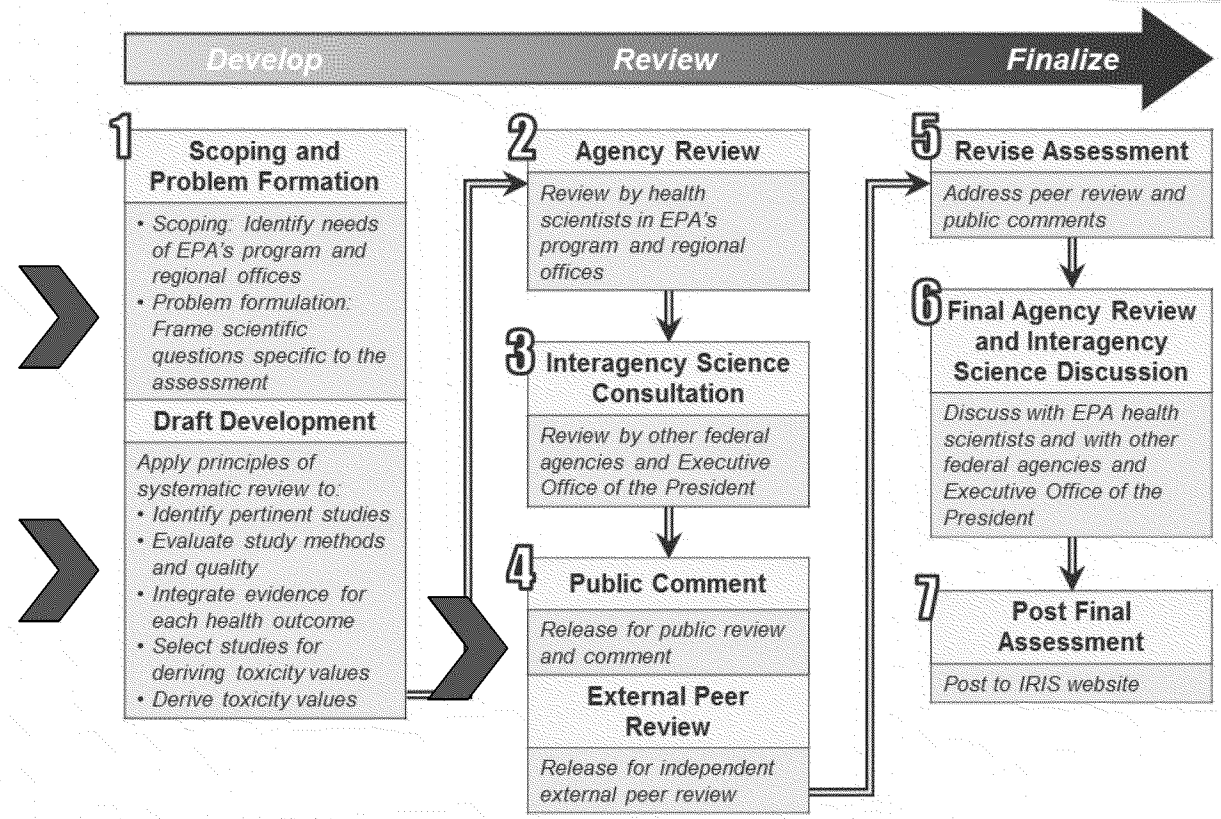 Develop
Review
Finalize
1
Scoping and
Problem Formation
• Scoping: Identify needs
of EPA's program and
regional offices
• Problem formulation:
Frame scientific
questions specific to the
assessment
Draft Development
Apply principles of
systematic review to:
• Identify pertinent studies
• Evaluate study methods
and quality
• Integrate evidence for
each health outcome
• Select studies for
deriving toxicity values
• Derive toxicity values
2
Agency Review
Review by health
scientists in EPA's
program and regional
offices
3
Interagency Science
Consultation
Review by other federal
agencies and Executive
Office of the President
4
Public Comment
Release for public review
and comment
External Peer
Review
Release for independent
external peer review
5
Revise Assessment
Address peer review and
public comments
6
Final Agency Review
and Interagency
Science Discussion
Discuss with EPA health
scientists and with other
federal agencies and
Executive Office of the
President
7
Post Final
Assessment
Post to IRIS website